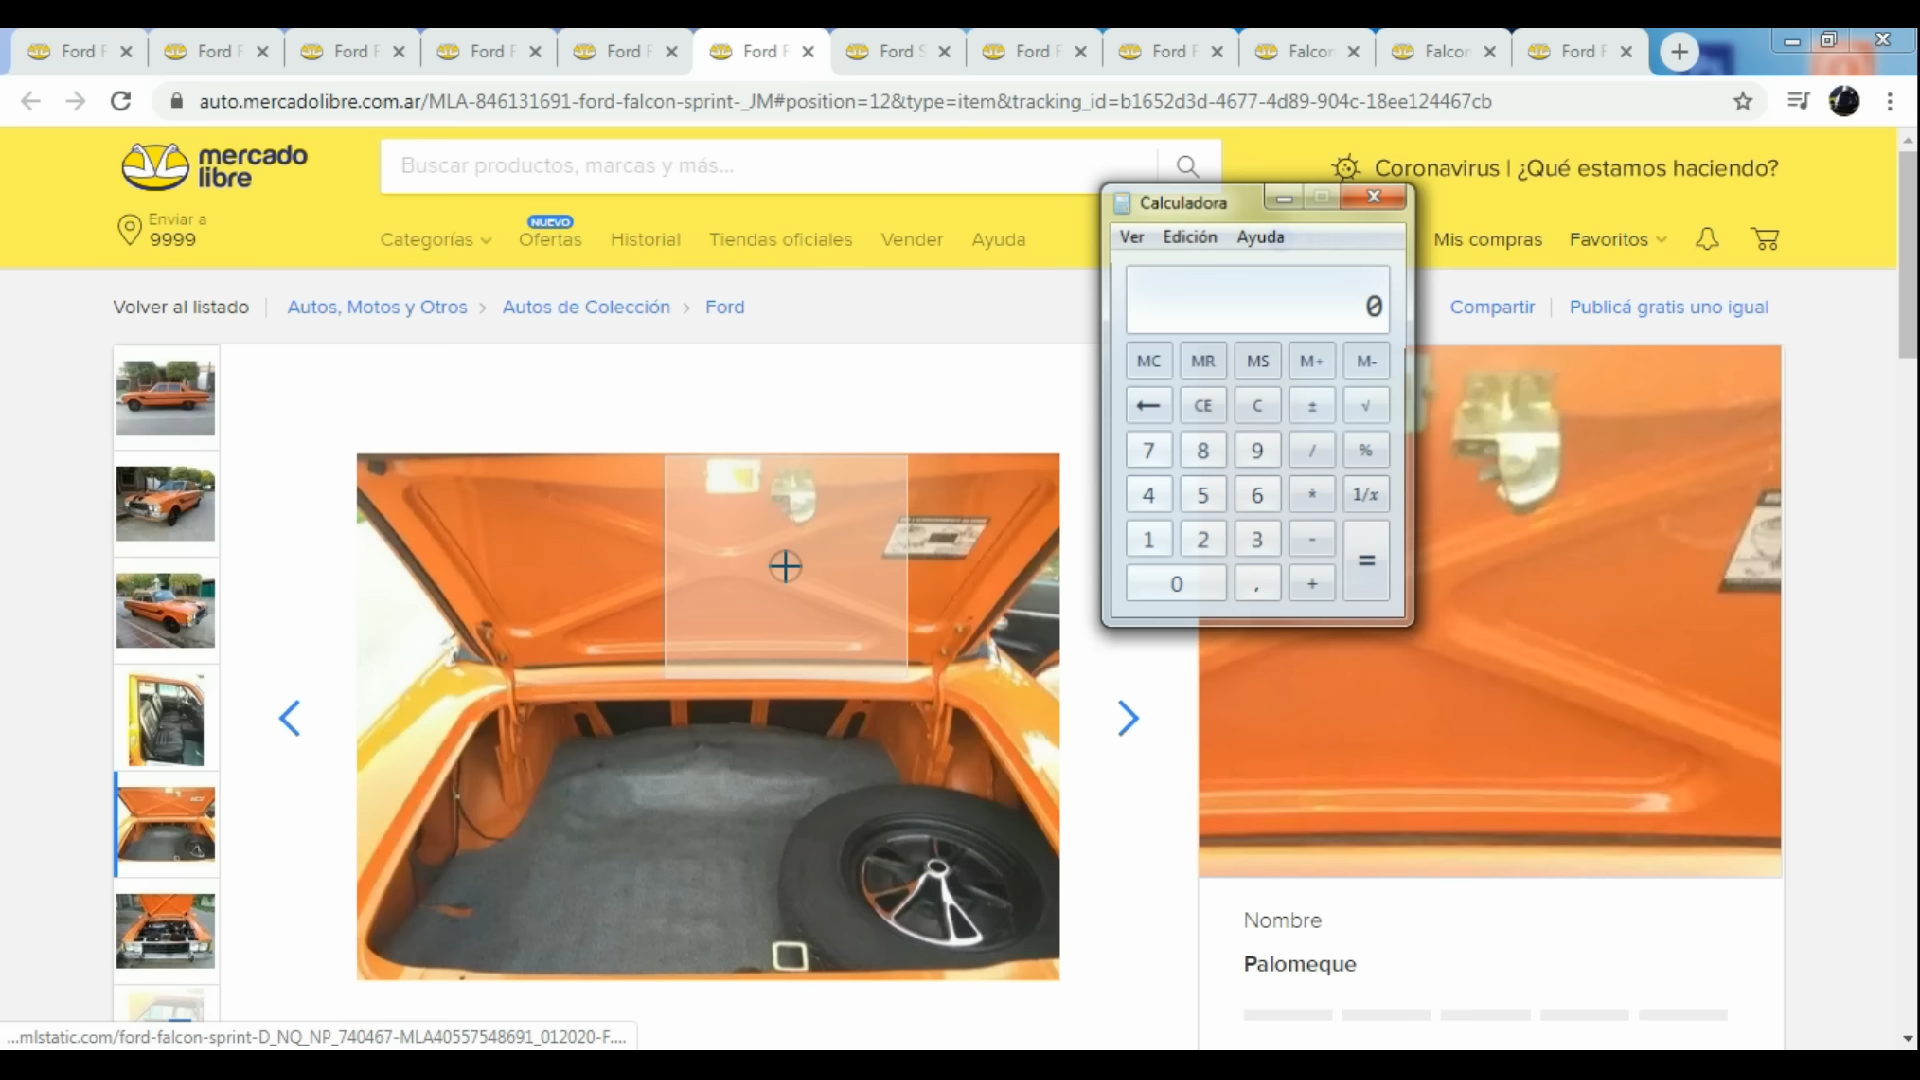 Ford F
Ford F
Ford F
Ford F
Ford F
Ford F
Ford S
Ford F
Ford F
Falcon
Falcon
Ford F
auto.mercadolibre.com.ar/MLA-846131691-ford-falcon-sprint-_JM#position=12&type=item&tracking_id=b1652d3d-4677-4d89-904c-18ee124467cb
mercado
libre
Buscar productos, marcas y más...
Coronavirus | ¿Qué estamos haciendo?
Enviar a
9999
Categorías
NUEVO
Ofertas
Historial
Tiendas oficiales
Vender
Ayuda
Mis compras
Favoritos
Volver al listado
Autos, Motos y Otros
Autos de Colección
Ford
Compartir
Publicá gratis uno igual
Calculadora
Ver Edición Ayuda
0
MC MR MS M+ M-
← CE C ± √
7 8 9 / %
4 5 6 * 1/x
1 2 3 - =
0 , +
Nombre
Palomeque
...mlstatic.com/ford-falcon-sprint-D_NQ_NP_740467-MLA40557548691_012020-F....